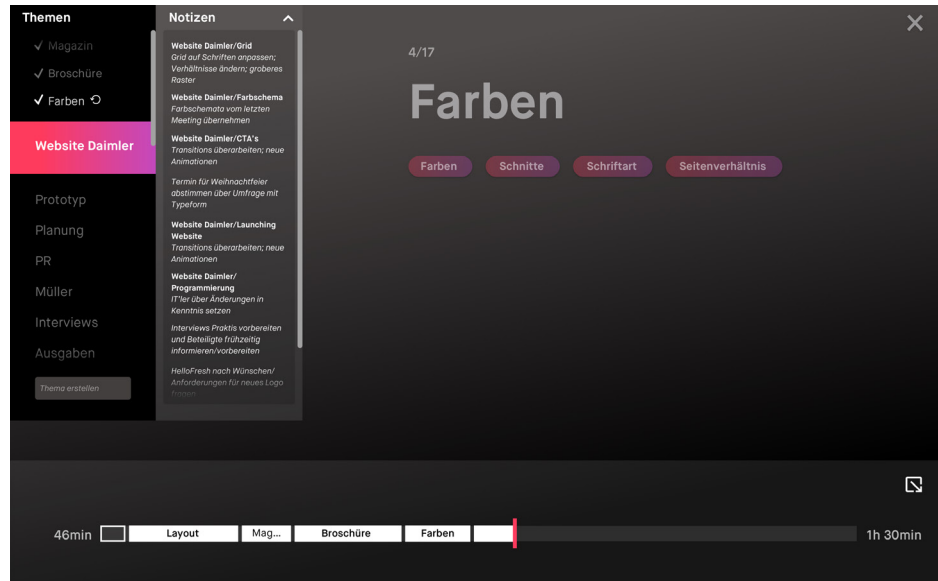 Themen
Magazin
Broschüre
Farben
Website Daimler
Prototyp
Planung
PR
Müller
Interviews
Ausgaben
Thema erstellen
Notizen
Website Daimler/Grid
Grid auf Schriften anpassen;
Verhältnisse ändern; groberes
Raster
Website Daimler/Farbschema
Farbschemata vom letzten
Meeting übernehmen
Website Daimler/CTA's
Transitions überarbeiten; neue
Animationen
Termin für Weihnachtfeier
abstimmen über Umfrage mit
Typeform
Website Daimler/Launching
Website
Transitions überarbeiten; neue
Animationen
Website Daimler/
Programmierung
IT'ler über Änderungen in
Kenntnis setzen
Interviews Praktis vorbereiten
und Beteiligte frühzeitig
informieren/vorbereiten
HelloFresh nach Wünschen/
Anforderungen für neues Logo
fragen
4/17
Farben
Farben
Schnitte
Schriftart
Seitenverhältnis
46min
Layout
Mag...
Broschüre
Farben
1h 30min